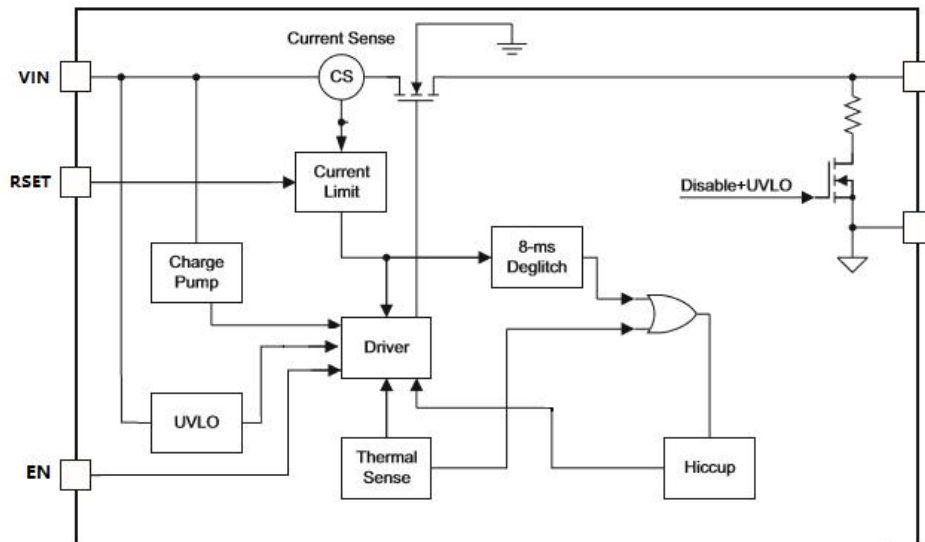 Current Sense
VIN
CS
RSET
Current
Limit
Disable+UVLO
8-ms
Deglitch
Charge
Pump
Driver
UVLO
Thermal
Sense
Hiccup
EN